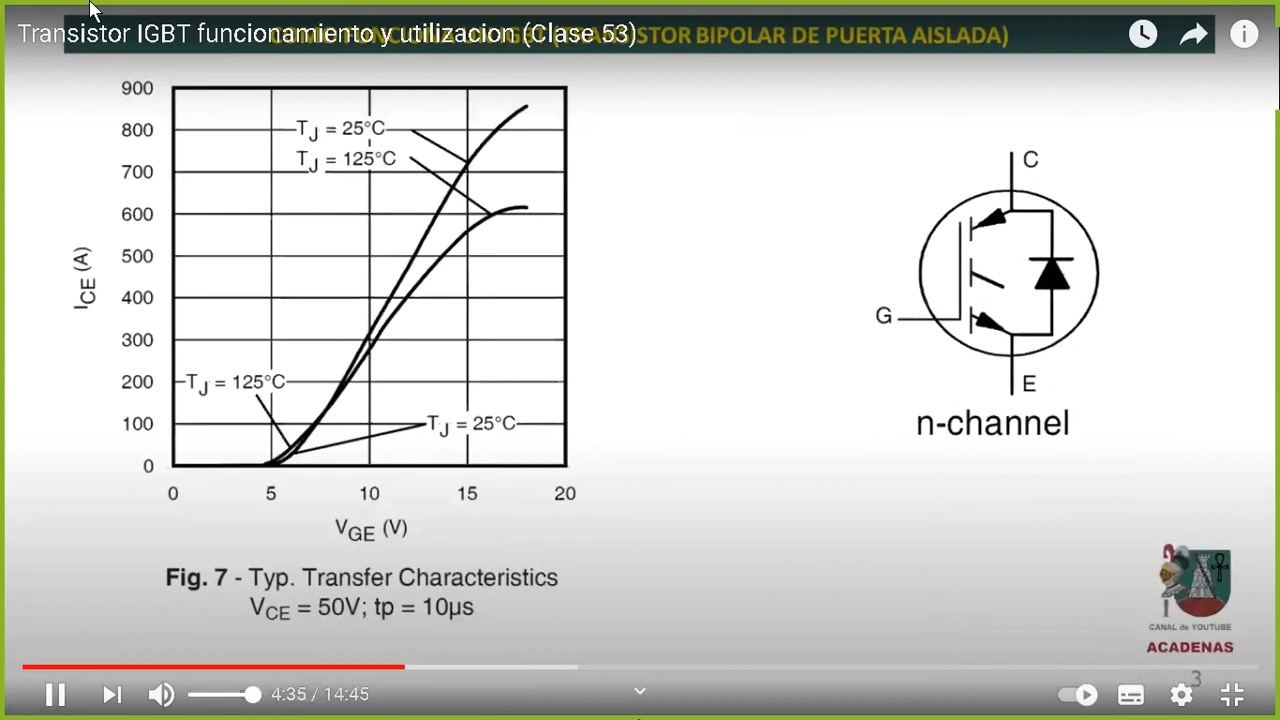 Transistor IGBT funcionamiento y utilizacion (Clase 53)
TRANSISTOR BIPOLAR DE PUERTA AISLADA)
900
800
700
600
500
400
300
200
100
0
ICE (A)
TJ = 25°C
TJ = 125°C
TJ = 125°C
TJ = 25°C
0 5 10 15 20
VGE (V)
Fig. 7 - Typ. Transfer Characteristics
VCE = 50V; tp = 10µs
C
G
E
n-channel
CANAL de YOUTUBE
ACADENAS
3
4:35 / 14:45